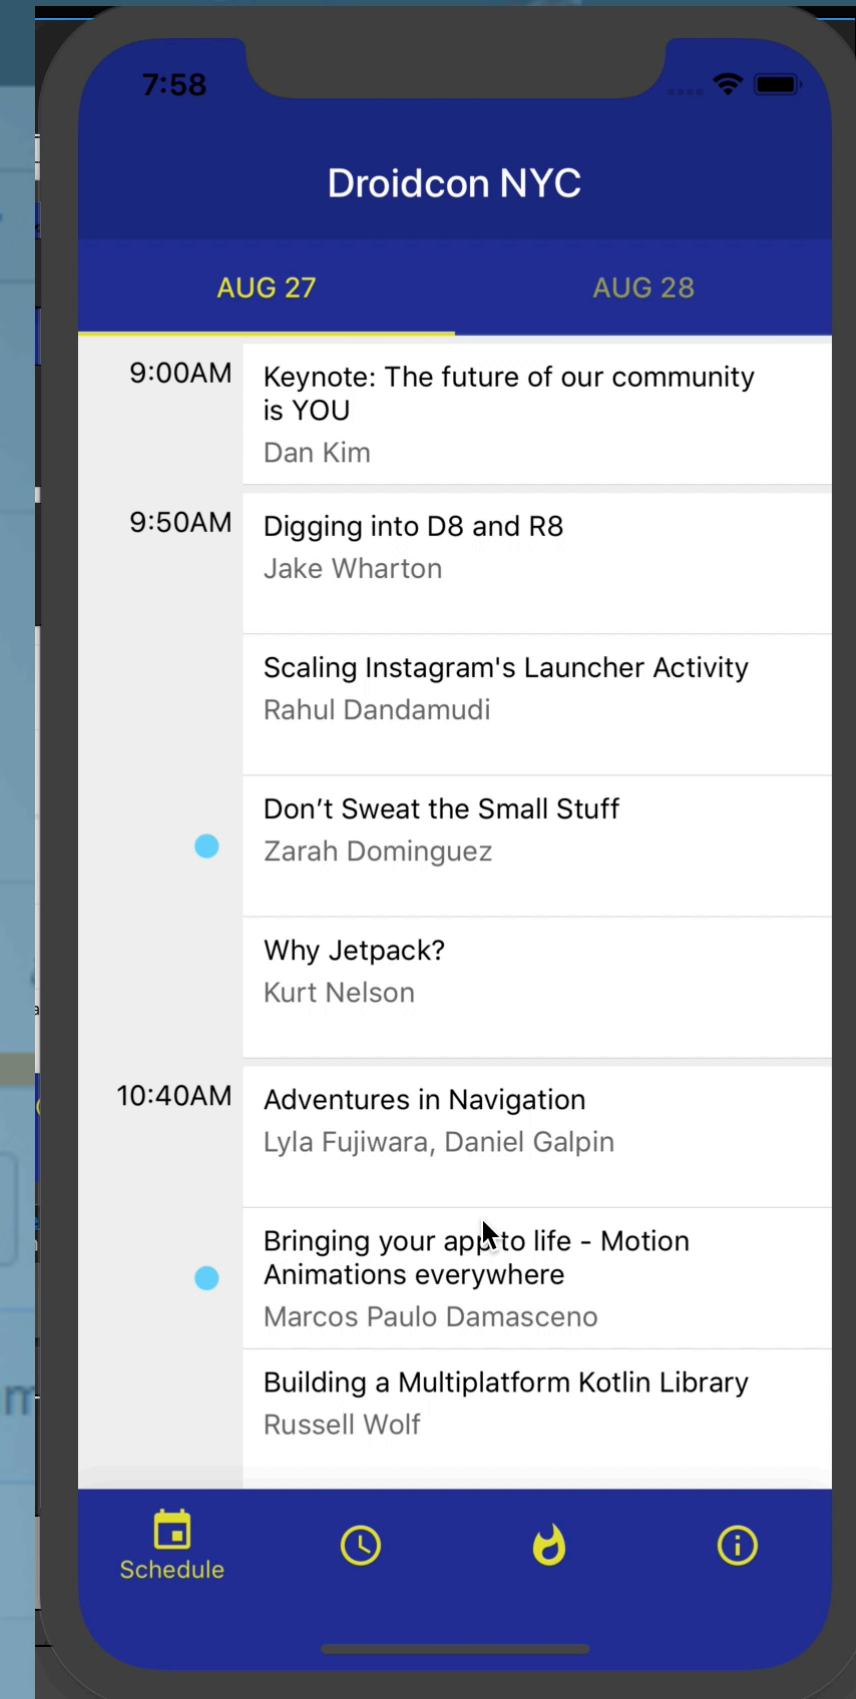 7:58
Droidcon NYC
AUG 27
AUG 28
9:00AM
Keynote: The future of our community
is YOU
Dan Kim
9:50AM
Digging into D8 and R8
Jake Wharton
Scaling Instagram's Launcher Activity
Rahul Dandamudi
Don’t Sweat the Small Stuff
Zarah Dominguez
Why Jetpack?
Kurt Nelson
10:40AM
Adventures in Navigation
Lyla Fujiwara, Daniel Galpin
Bringing your app to life - Motion
Animations everywhere
Marcos Paulo Damasceno
Building a Multiplatform Kotlin Library
Russell Wolf
Schedule